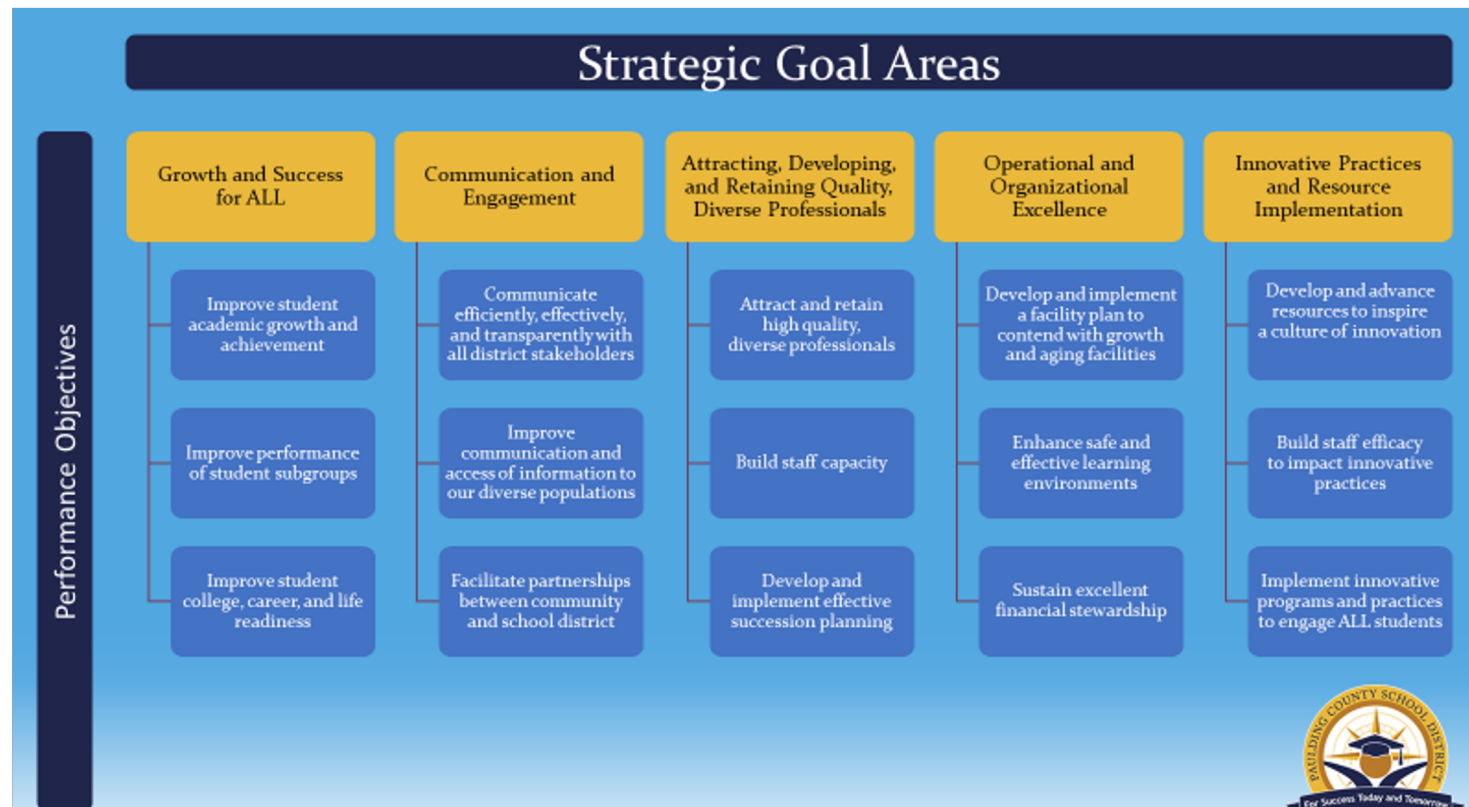 Strategic Goal Areas
Performance Objectives
Growth and Success
for ALL
Improve student
academic growth and
achievement
Improve performance
of student subgroups
Improve student
college, career, and life
readiness
Communication and
Engagement
Communicate
efficiently, effectively,
and transparently with
all district stakeholders
Improve
communication and
access of information to
our diverse populations
Facilitate partnerships
between community
and school district
Attracting, Developing,
and Retaining Quality,
Diverse Professionals
Attract and retain
high quality,
diverse professionals
Build staff capacity
Develop and
implement effective
succession planning
Operational and
Organizational
Excellence
Develop and implement
a facility plan to
contend with growth
and aging facilities
Enhance safe and
effective learning
environments
Sustain excellent
financial stewardship
Innovative Practices
and Resource
Implementation
Develop and advance
resources to inspire
a culture of innovation
Build staff efficacy
to impact innovative
practices
Implement innovative
programs and practices
to engage ALL students
PAULDING COUNTY SCHOOL DISTRICT
For Success Today and Tomorrow